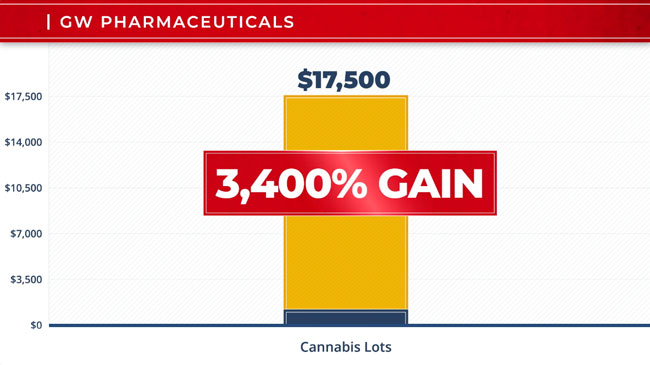 | GW PHARMACEUTICALS
$17,500
$17,500
$14,000
3,400% GAIN
$10,500
$7,000
$3,500
$0
Cannabis Lots